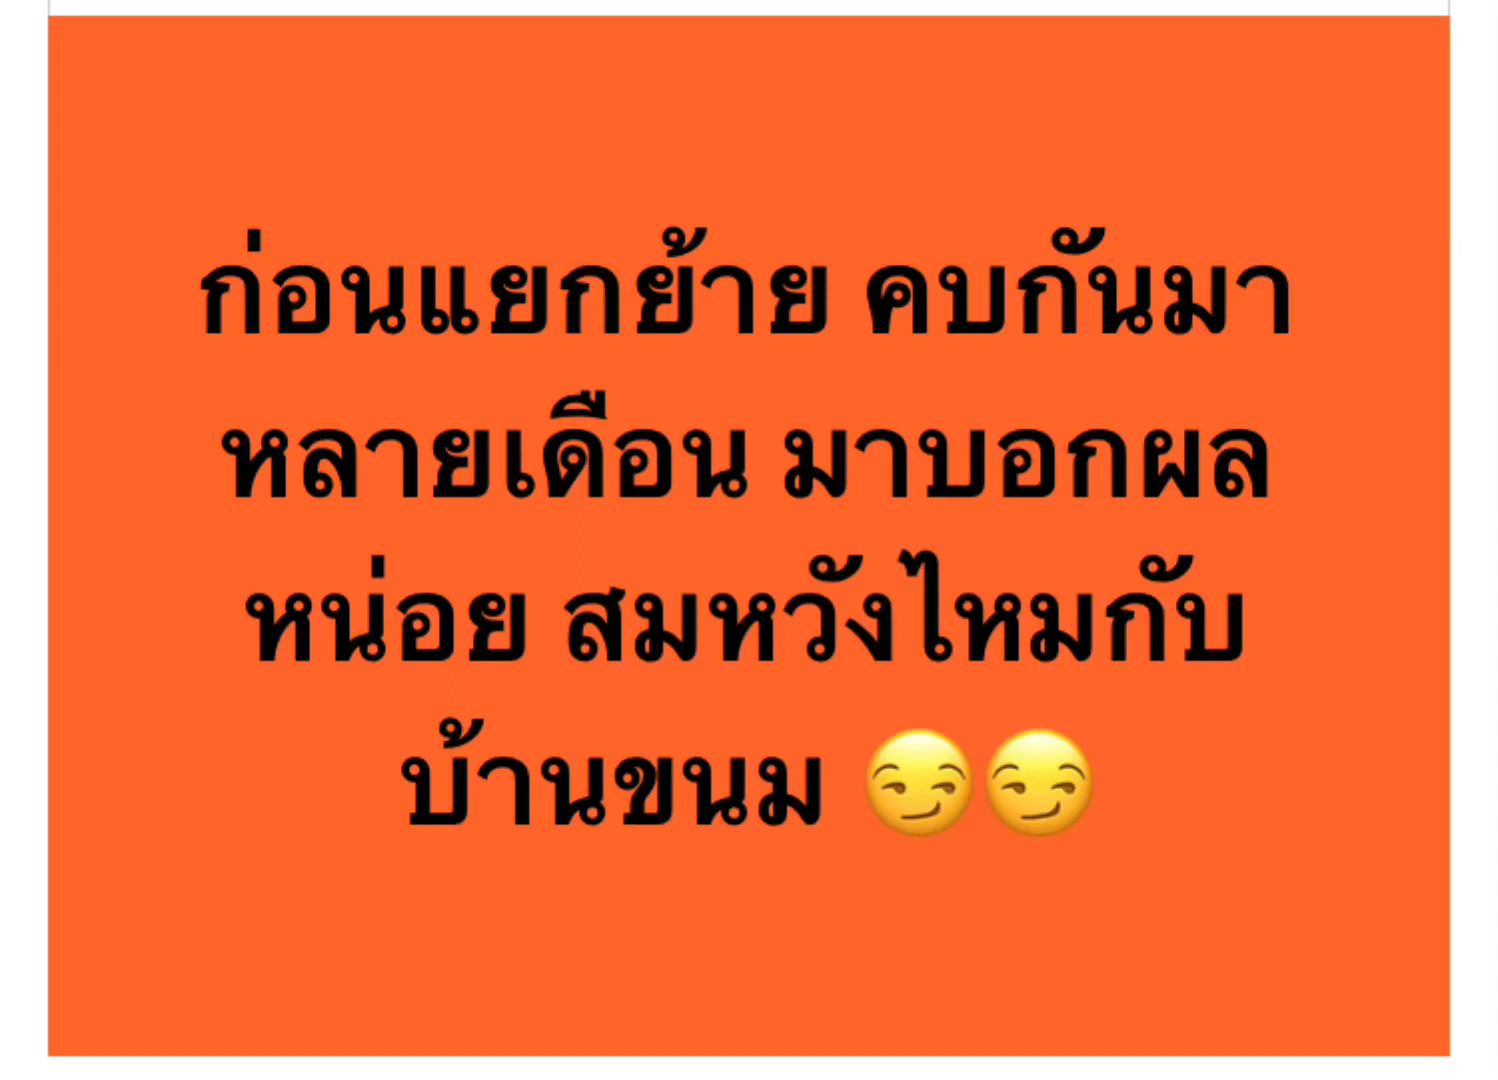 ก่อนแยกย้าย คบกันมา
หลายเดือน มาบอกผล
หน่อย สมหวังไหมกับ
บ้านขนม 😏😏